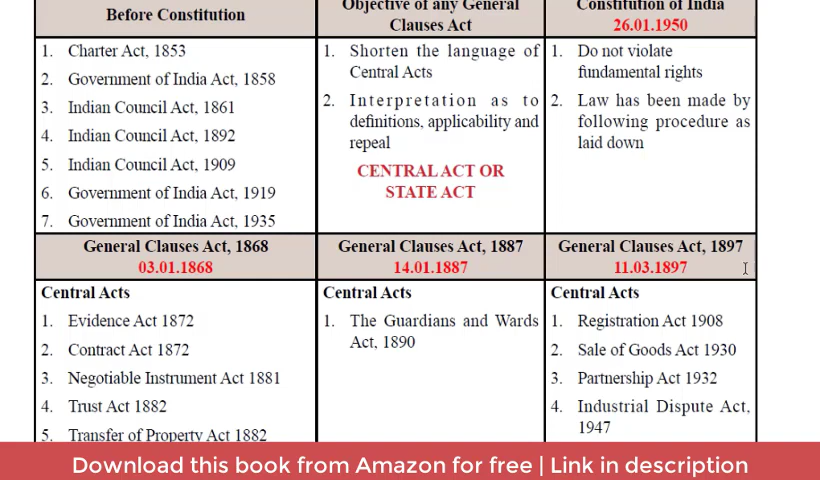 Before Constitution
1. Charter Act, 1853
2. Government of India Act, 1858
3. Indian Council Act, 1861
4. Indian Council Act, 1892
5. Indian Council Act, 1909
6. Government of India Act, 1919
7. Government of India Act, 1935
Objective of any General
Clauses Act
1. Shorten the language of
Central Acts
2. Interpretation as to
definitions, applicability and
repeal
CENTRAL ACT OR
STATE ACT
Constitution of India
26.01.1950
1. Do not violate
fundamental rights
2. Law has been made by
following procedure as
laid down
General Clauses Act, 1868
03.01.1868
Central Acts
1. Evidence Act 1872
2. Contract Act 1872
3. Negotiable Instrument Act 1881
4. Trust Act 1882
5. Transfer of Property Act 1882
General Clauses Act, 1887
14.01.1887
Central Acts
1. The Guardians and Wards
Act, 1890
General Clauses Act, 1897
11.03.1897
Central Acts
1. Registration Act 1908
2. Sale of Goods Act 1930
3. Partnership Act 1932
4. Industrial Dispute Act,
1947
Download this book from Amazon for free | Link in description